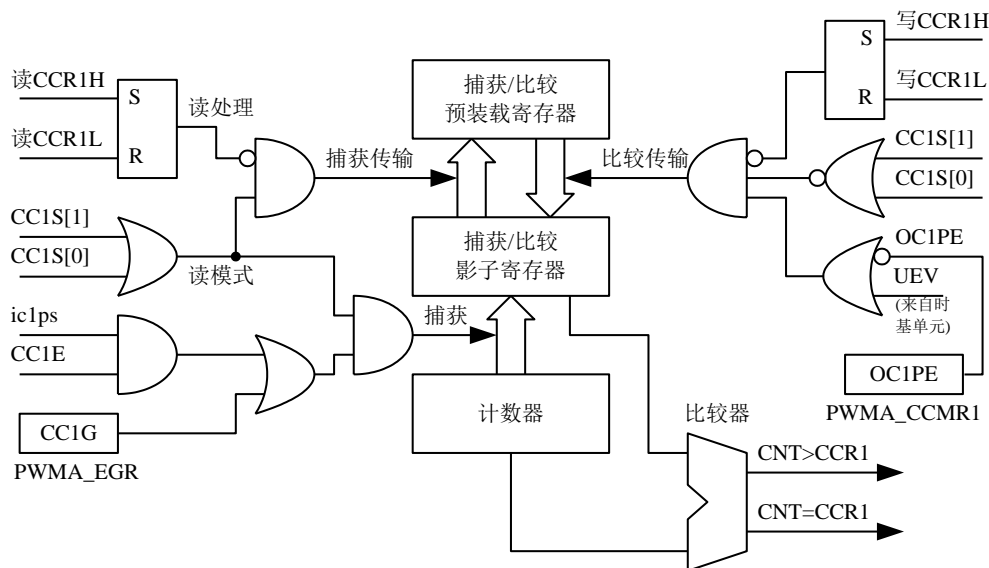 读CCR1H
S
读CCR1L
R
读处理
捕获/比较
预装载寄存器
写CCR1H
S
写CCR1L
R
捕获传输
比较传输
CC1S[1]
CC1S[0]
CC1S[1]
CC1S[0]
读模式
捕获/比较
影子寄存器
OC1PE
UEV
(来自时
基单元)
ic1ps
CC1E
捕获
CC1G
PWMA_EGR
计数器
比较器
OC1PE
PWMA_CCMR1
CNT>CCR1
CNT=CCR1